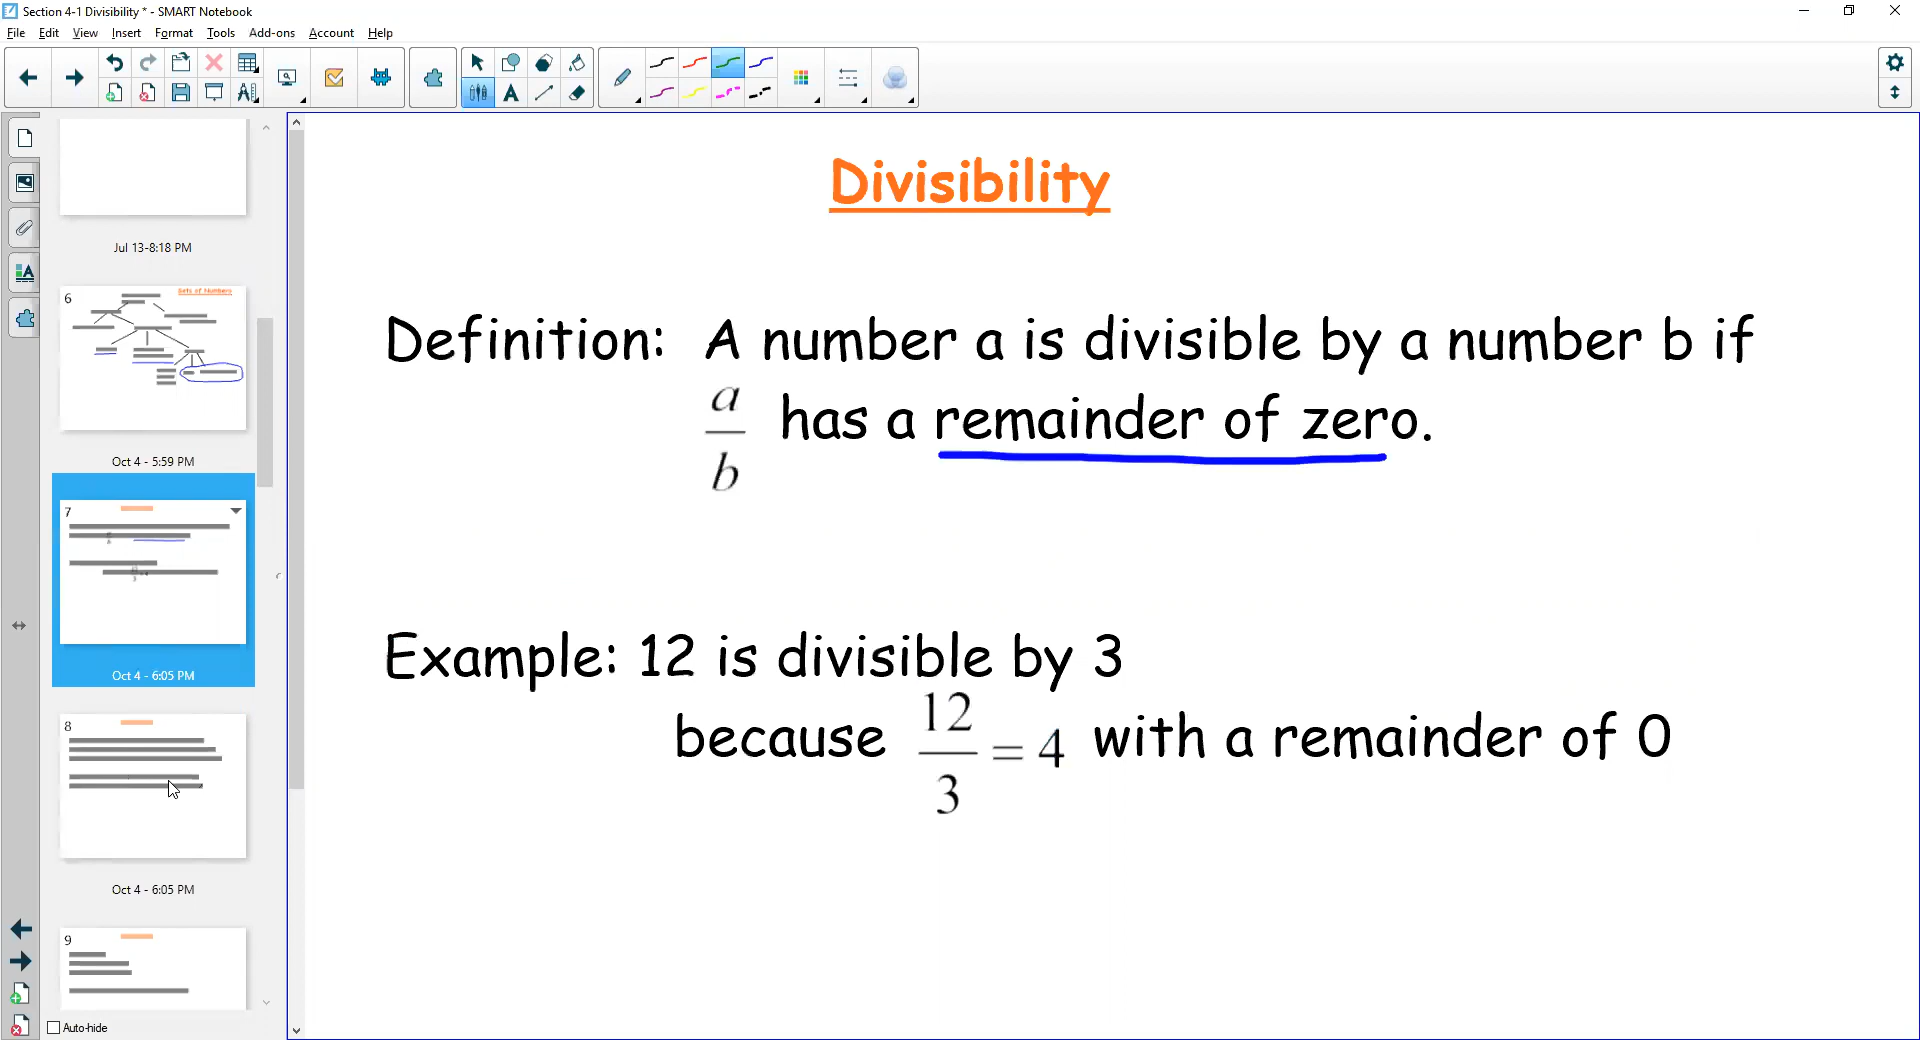 Section 4-1 Divisibility * - SMART Notebook
File Edit View Insert Format Tools Add-ons Account Help
Jul 13-8:18 PM
6
Sets of Numbers
Oct 4 - 5:59 PM
7
Oct 4 - 6:05 PM
8
Oct 4 - 6:05 PM
9
Auto-hide
Divisibility
Definition: A number a is divisible by a number b if
a/b has a remainder of zero.
Example: 12 is divisible by 3
because 12/3 = 4 with a remainder of 0